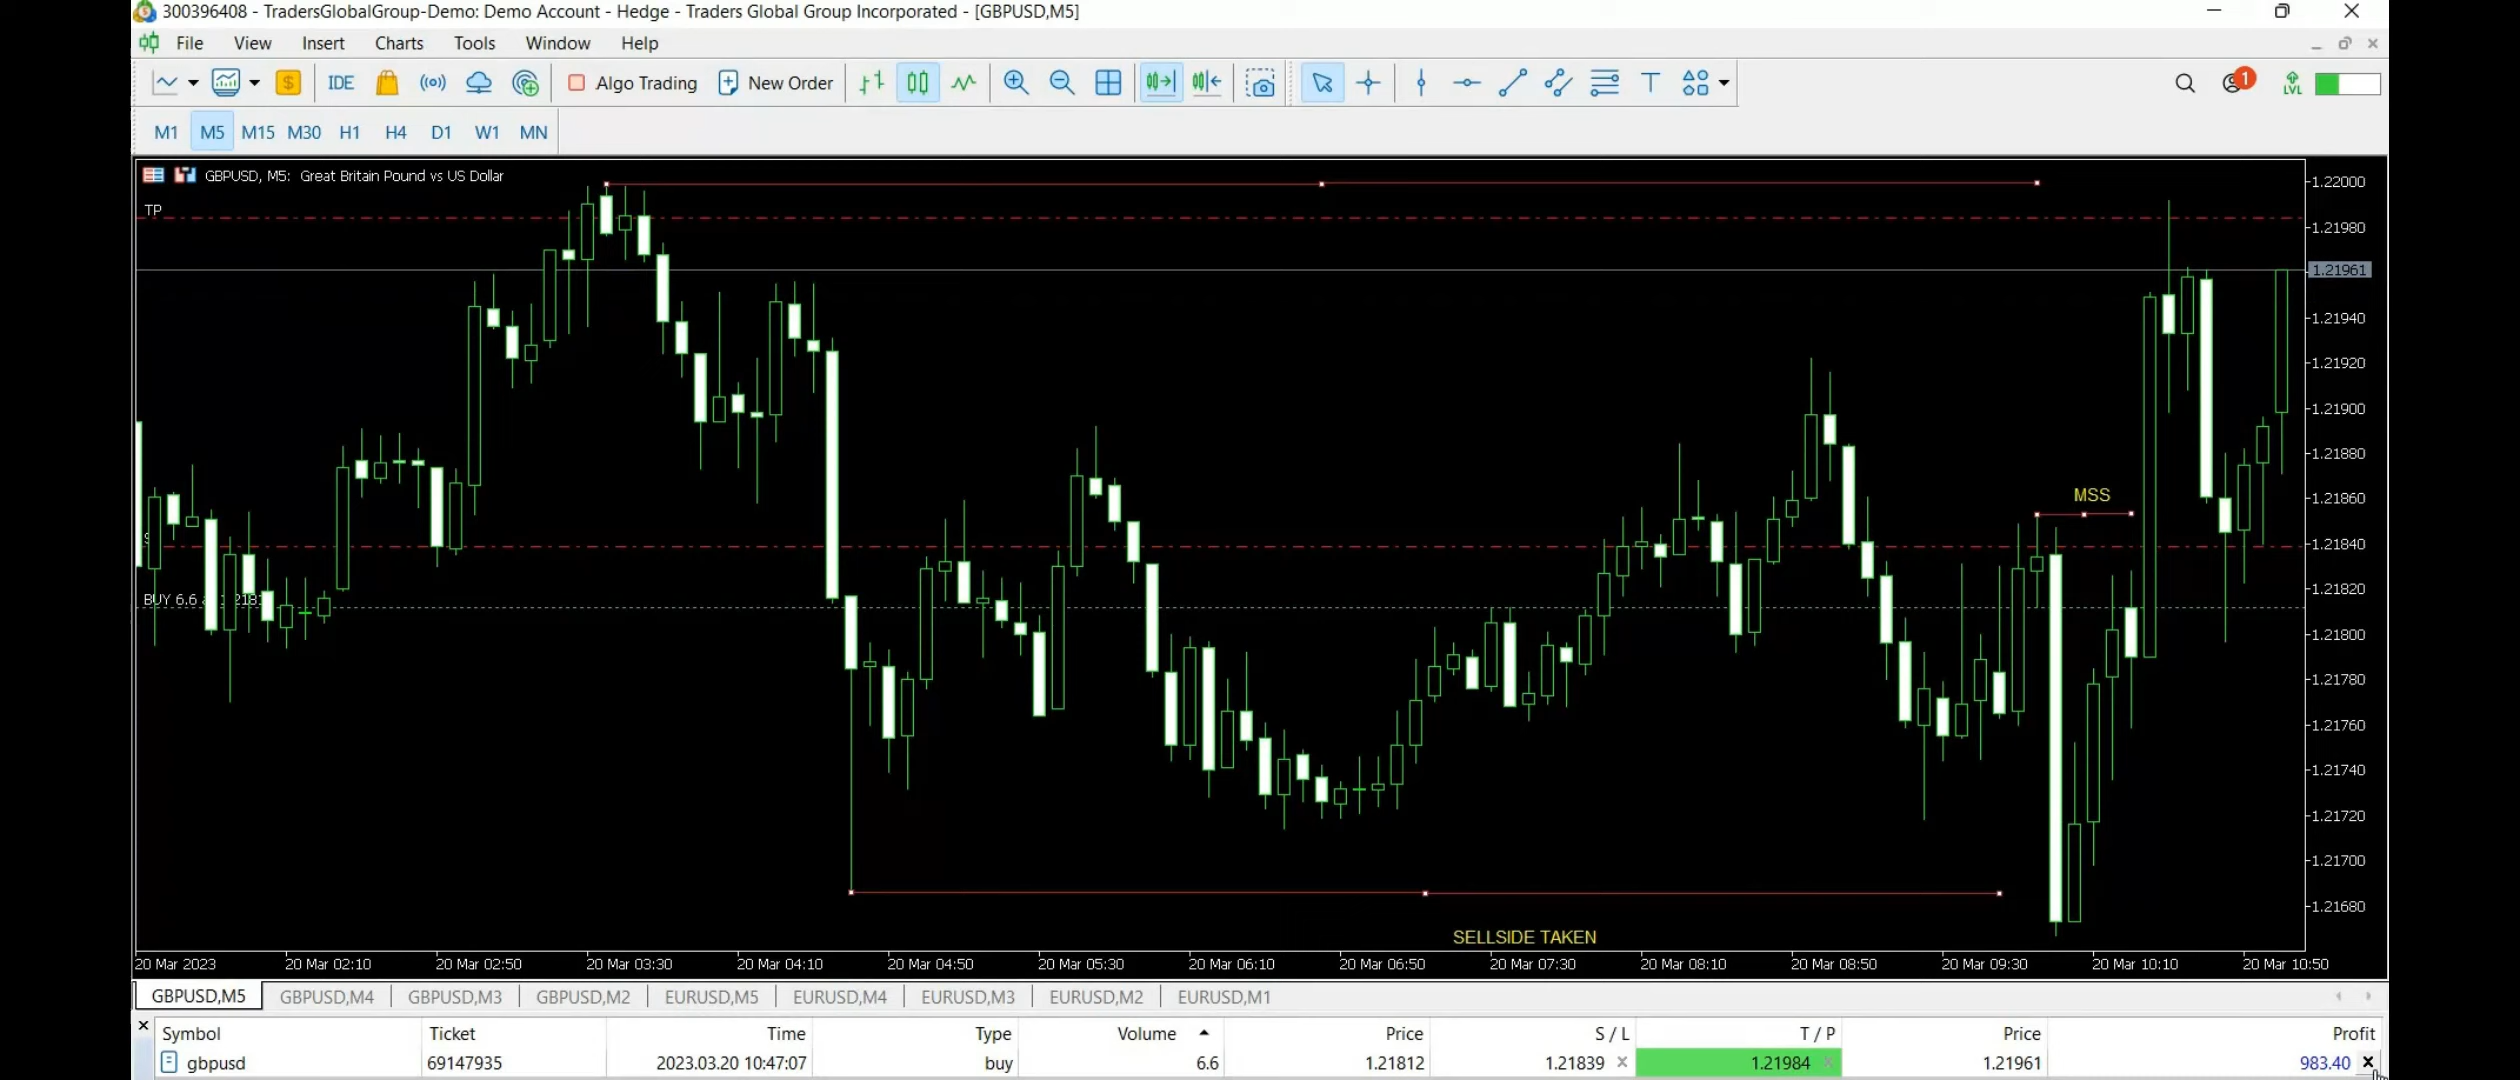 300396408 - TradersGlobalGroup-Demo: Demo Account - Hedge - Traders Global Group Incorporated - [GBPUSD,M5]
File View Insert Charts Tools Window Help
$ IDE Algo Trading New Order T 1 LVL
M1 M5 M15 M30 H1 H4 D1 W1 MN
GBPUSD, M5: Great Britain Pound vs US Dollar
TP
BUY 6.6
MSS
SELLSIDE TAKEN
1.22000
1.21980
1.21961
1.21940
1.21920
1.21900
1.21880
1.21860
1.21840
1.21820
1.21800
1.21780
1.21760
1.21740
1.21720
1.21700
1.21680
20 Mar 2023 20 Mar 02:10 20 Mar 02:50 20 Mar 03:30 20 Mar 04:10 20 Mar 04:50 20 Mar 05:30 20 Mar 06:10 20 Mar 06:50 20 Mar 07:30 20 Mar 08:10 20 Mar 08:50 20 Mar 09:30 20 Mar 10:10 20 Mar 10:50
GBPUSD,M5 GBPUSD,M4 GBPUSD,M3 GBPUSD,M2 EURUSD,M5 EURUSD,M4 EURUSD,M3 EURUSD,M2 EURUSD,M1
Symbol Ticket Time Type Volume Price S / L T / P Price Profit
gbpusd 69147935 2023.03.20 10:47:07 buy 6.6 1.21812 1.21839 1.21984 1.21961 983.40